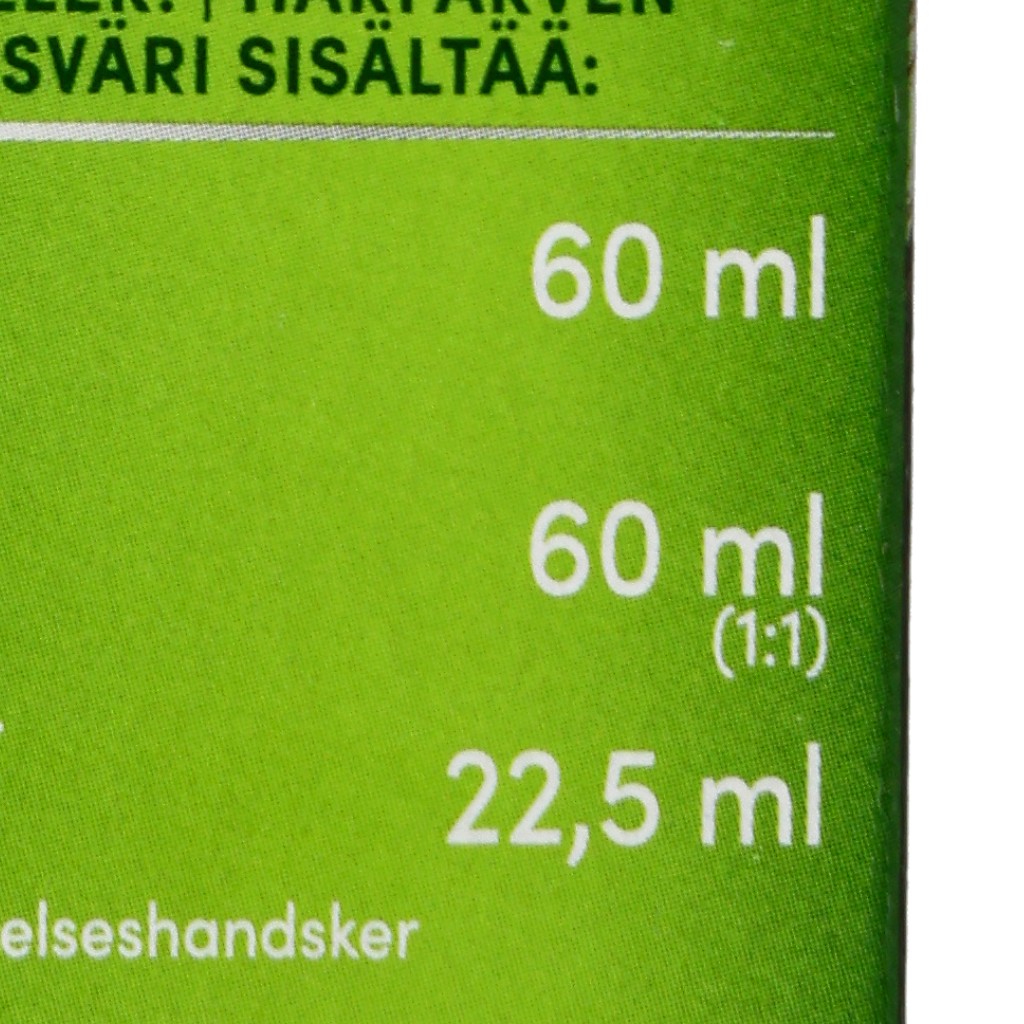 SVÄRI SISÄLTÄÄ:
60 ml
60 ml
(1:1)
22,5 ml
elseshandsker